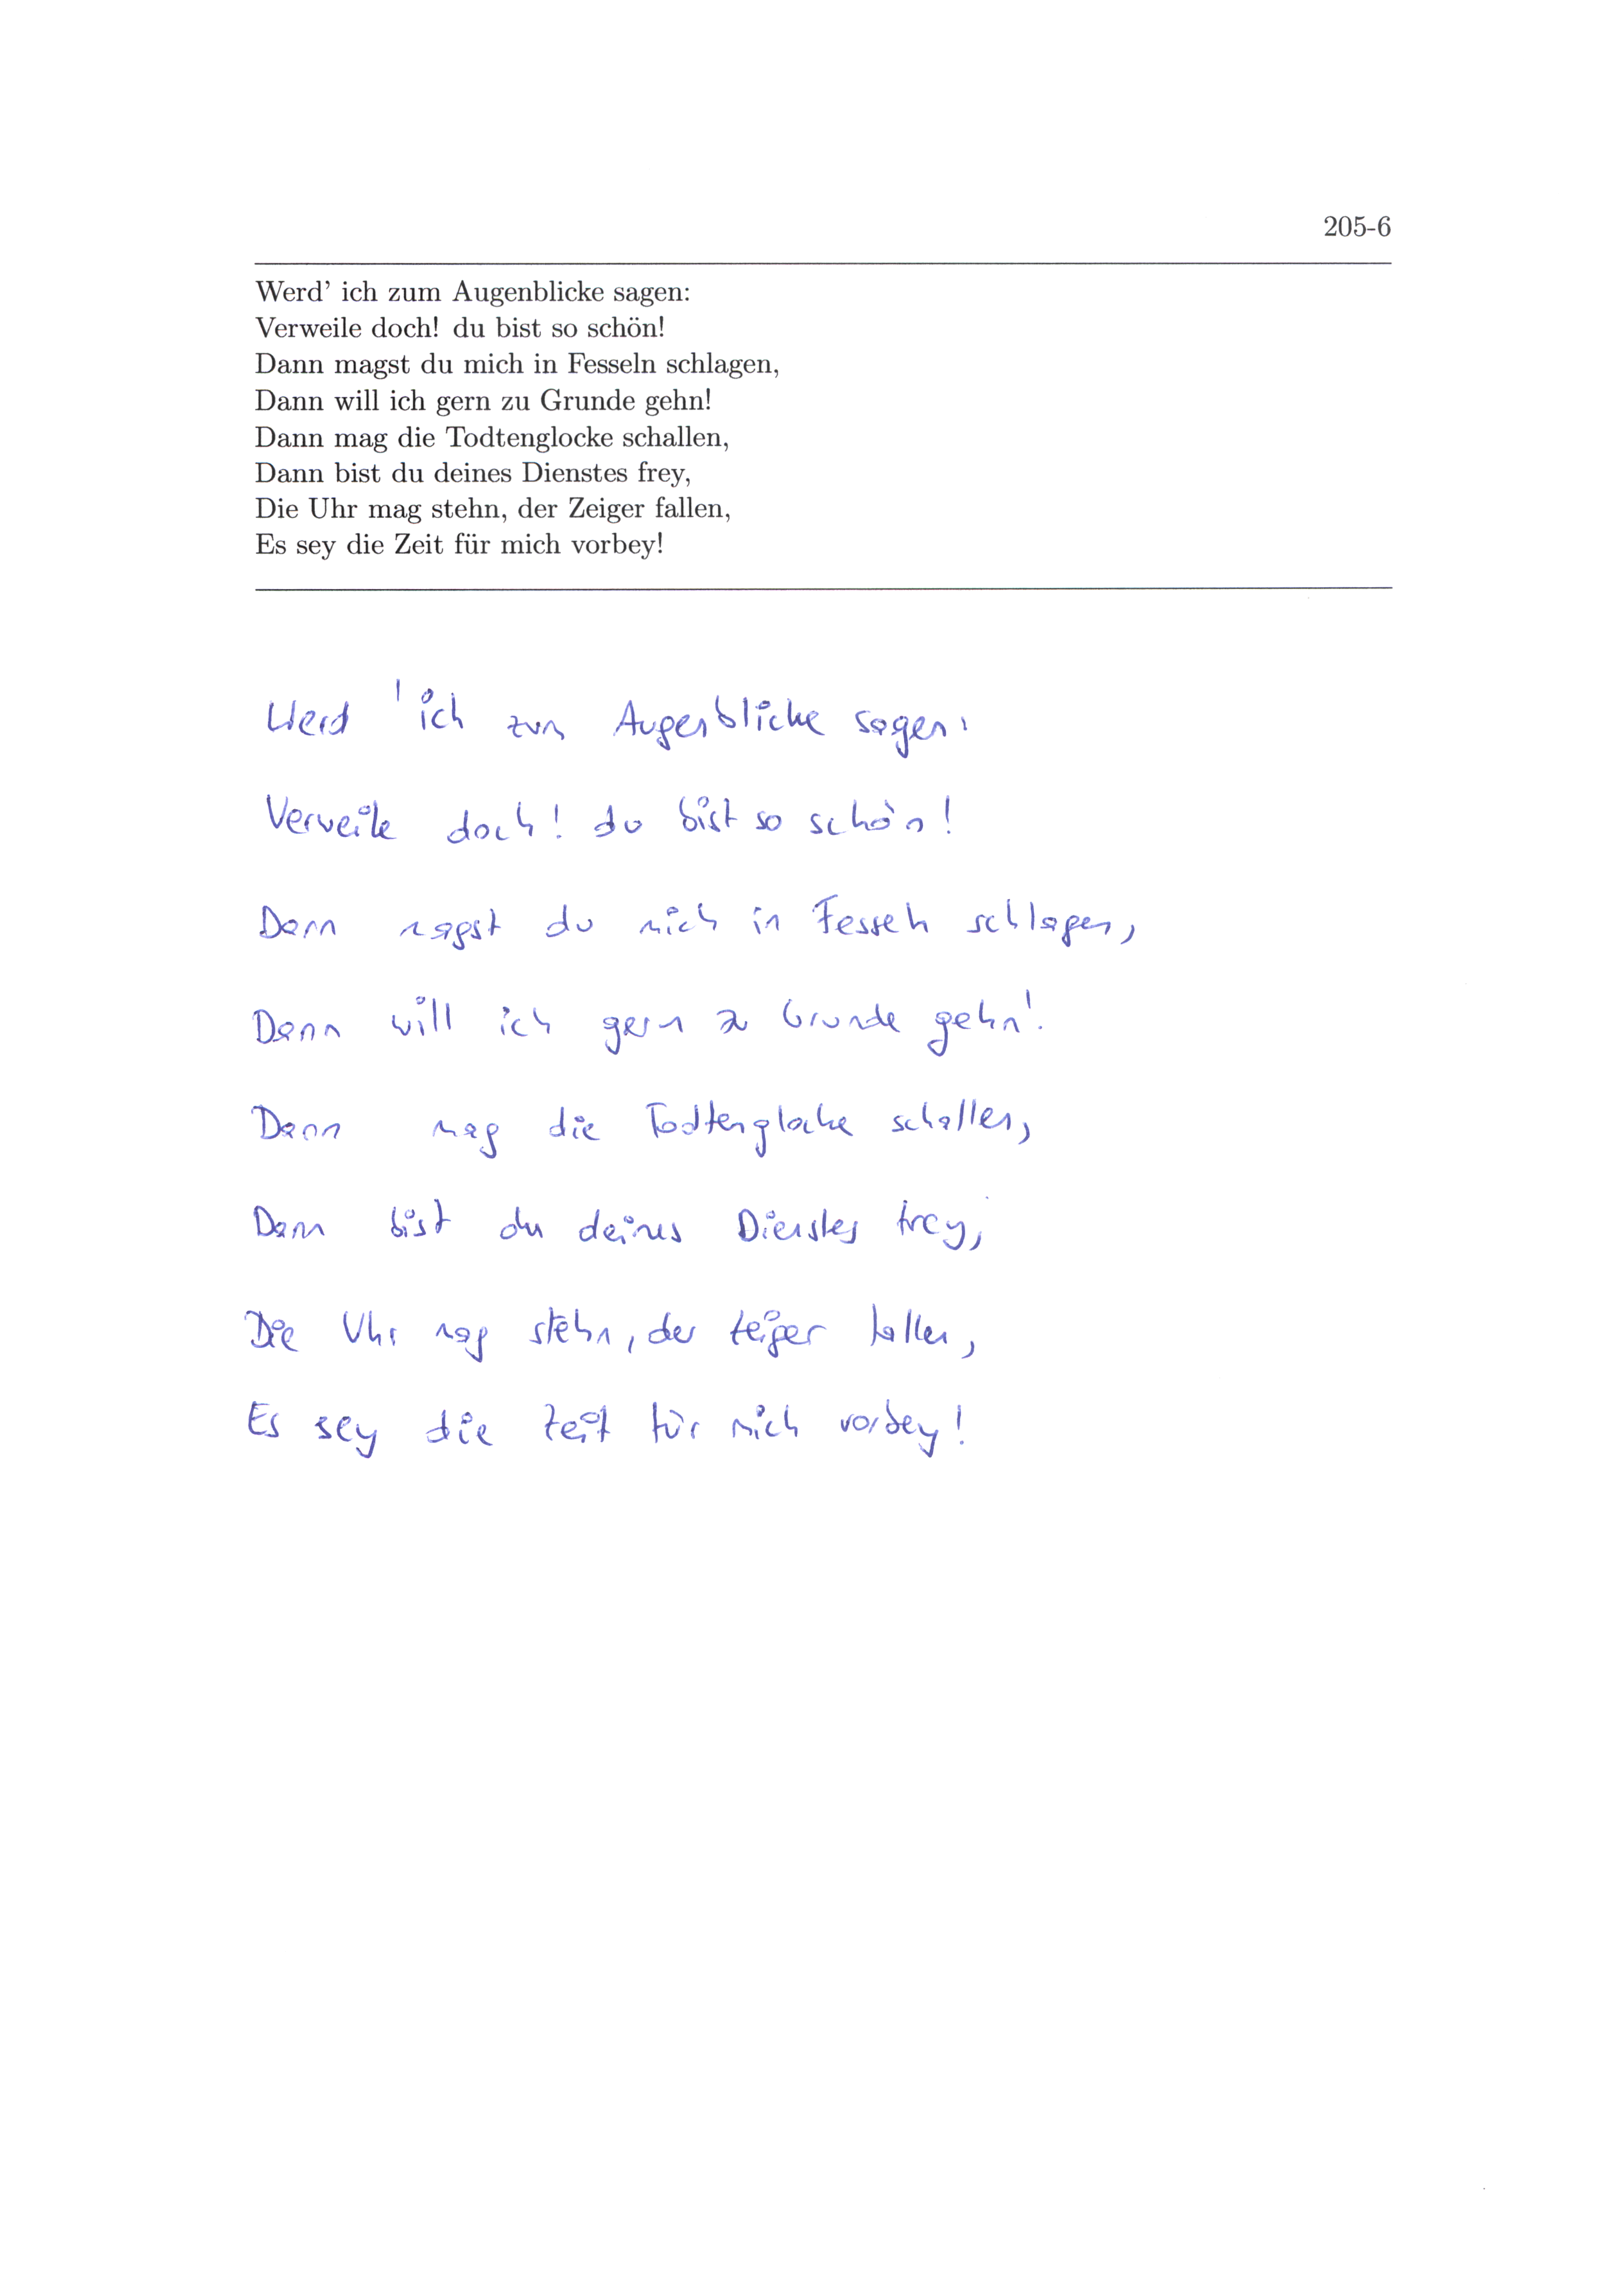 205-6
Werd' ich zum Augenblicke sagen:
Verweile doch! du bist so schön!
Dann magst du mich in Fesseln schlagen,
Dann will ich gern zu Grunde gehn!
Dann mag die Todtenglocke schallen,
Dann bist du deines Dienstes frey,
Die Uhr mag stehn, der Zeiger fallen,
Es sey die Zeit für mich vorbey!
Werd 'ich zum Augenblicke sagen:
Verweile doch! du bist so schön!
Dann magst du mich in Fesseln schlagen,
Dann will ich gern zu Grunde gehn!
Dann mag die Todtenglocke schallen,
Dann bist du deines Dienstes frey,
Die Uhr mag stehn, der Zeiger fallen,
Es sey die Zeit für mich vorbey!